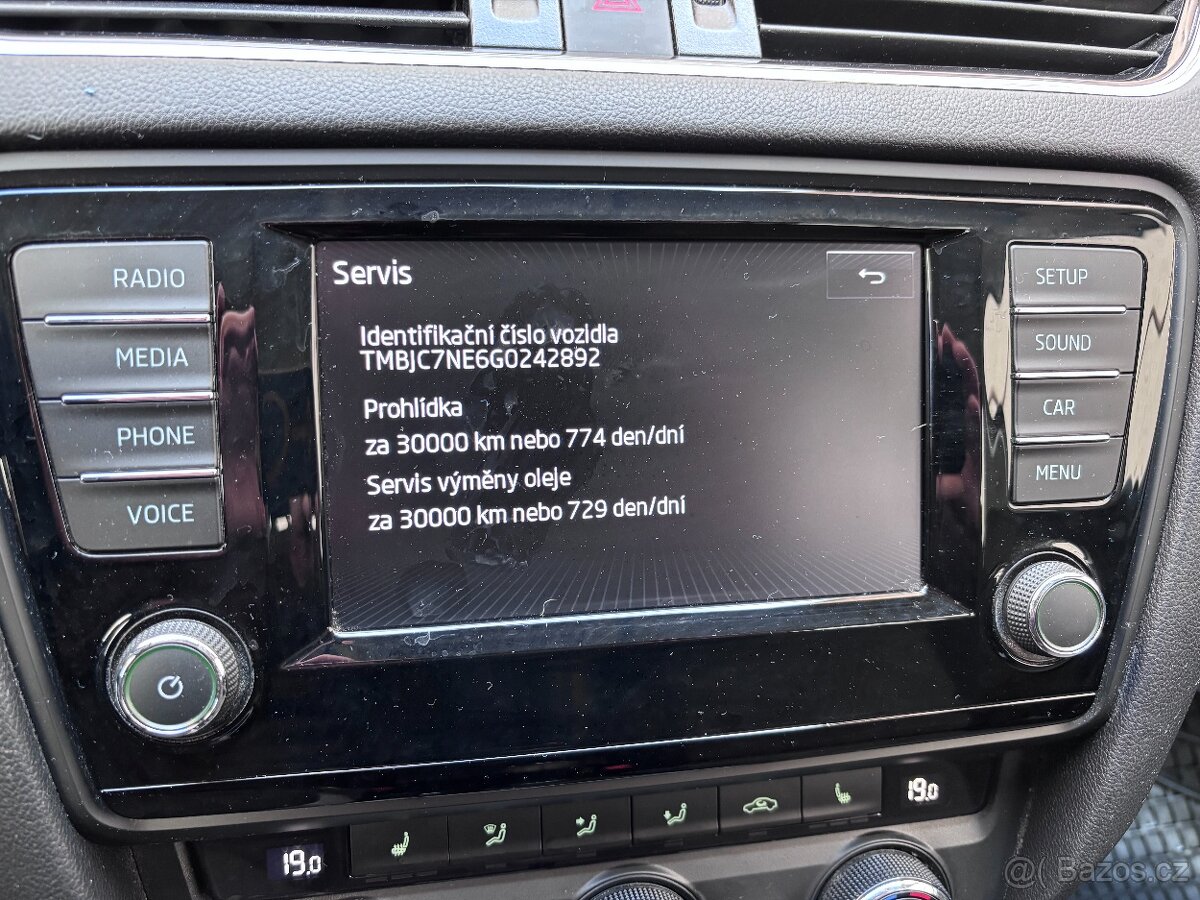 RADIO
MEDIA
PHONE
VOICE
Servis
Identifikační číslo vozidla
TMBJC7NE6G0242892
Prohlídka
za 30000 km nebo 774 den/dní
Servis výměny oleje
za 30000 km nebo 729 den/dní
SETUP
SOUND
CAR
MENU
19.0
19.0
@ Bazos.cz